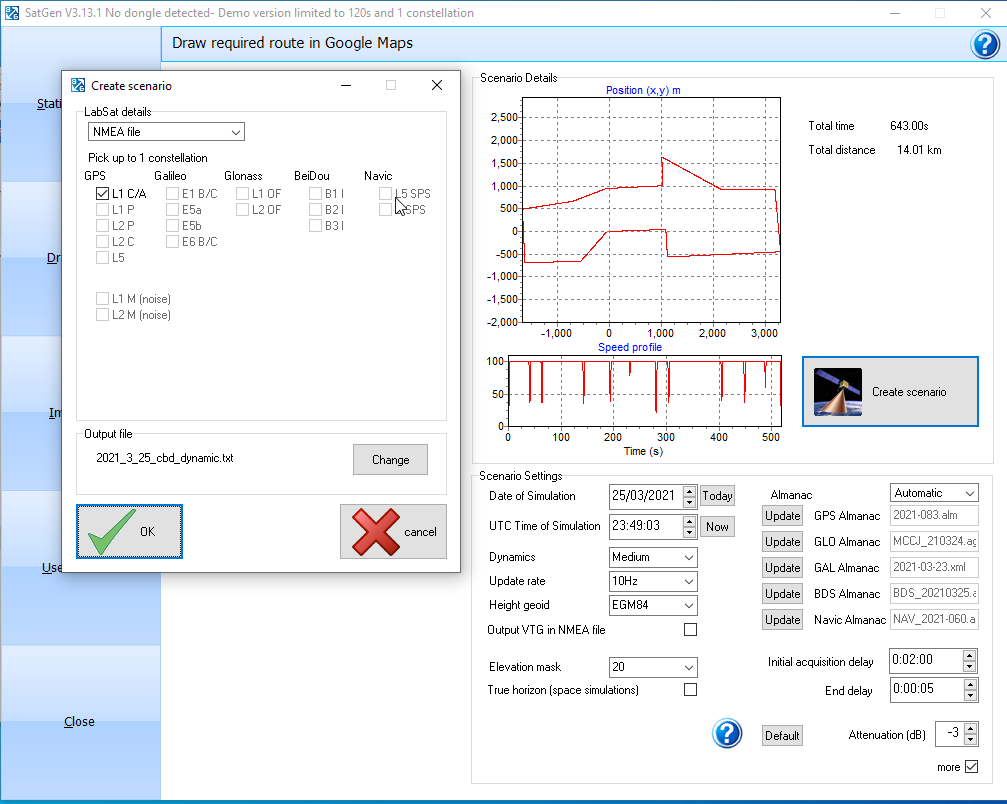 SatGen V3.13.1 No dongle detected- Demo version limited to 120s and 1 constellation
Draw required route in Google Maps
Create scenario
LabSat details
NMEA file
Pick up to 1 constellation
GPS Galileo Glonass BeiDou Navic
L1 C/A E1 B/C L1 OF B1 I L5 SPS
L1 P E5a L2 OF B2 I SPS
L2 P E5b B3 I
L2 C E6 B/C
L5
L1 M (noise)
L2 M (noise)
Output file
2021_3_25_cbd_dynamic.txt
Change
OK
cancel
Close
Scenario Details
Position (x,y) m
2,500
2,000
1,500
1,000
500
0
-500
-1,000
-1,500
-2,000
-1,000 0 1,000 2,000 3,000
Speed profile
100
50
0
0 100 200 300 400 500
Time (s)
Total time 643.00s
Total distance 14.01 km
Create scenario
Scenario Settings
Date of Simulation 25/03/2021 Today
UTC Time of Simulation 23:49:03 Now
Dynamics Medium
Update rate 10Hz
Height geoid EGM84
Output VTG in NMEA file
Elevation mask 20
True horizon (space simulations)
Almanac Automatic
Update GPS Almanac 2021-083.alm
Update GLO Almanac MCCJ_210324.ag
Update GAL Almanac 2021-03-23.xml
Update BDS Almanac BDS_20210325.
Update Navic Almanac NAV_2021-060.a
Initial acquisition delay 0:02:00
End delay 0:00:05
Default
Attenuation (dB) -3
more